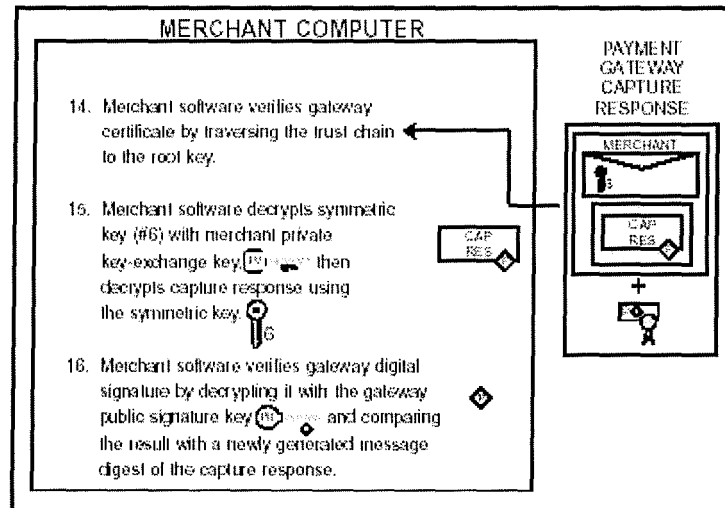 MERCHANT COMPUTER
14. Merchant software verifies gateway
certificate by traversing the trust chain
to the root key.
15. Merchant software decrypts symmetric
key (#6) with merchant private
key-exchange key, then
decrypts capture response using
the symmetric key.
6
CAP
RES
16. Merchant software verifies gateway digital
signature by decrypting it with the gateway
public signature key and comparing
the result with a newly generated message
digest of the capture response.
PAYMENT
GATEWAY
CAPTURE
RESPONSE
MERCHANT
6
CAP
RES
+